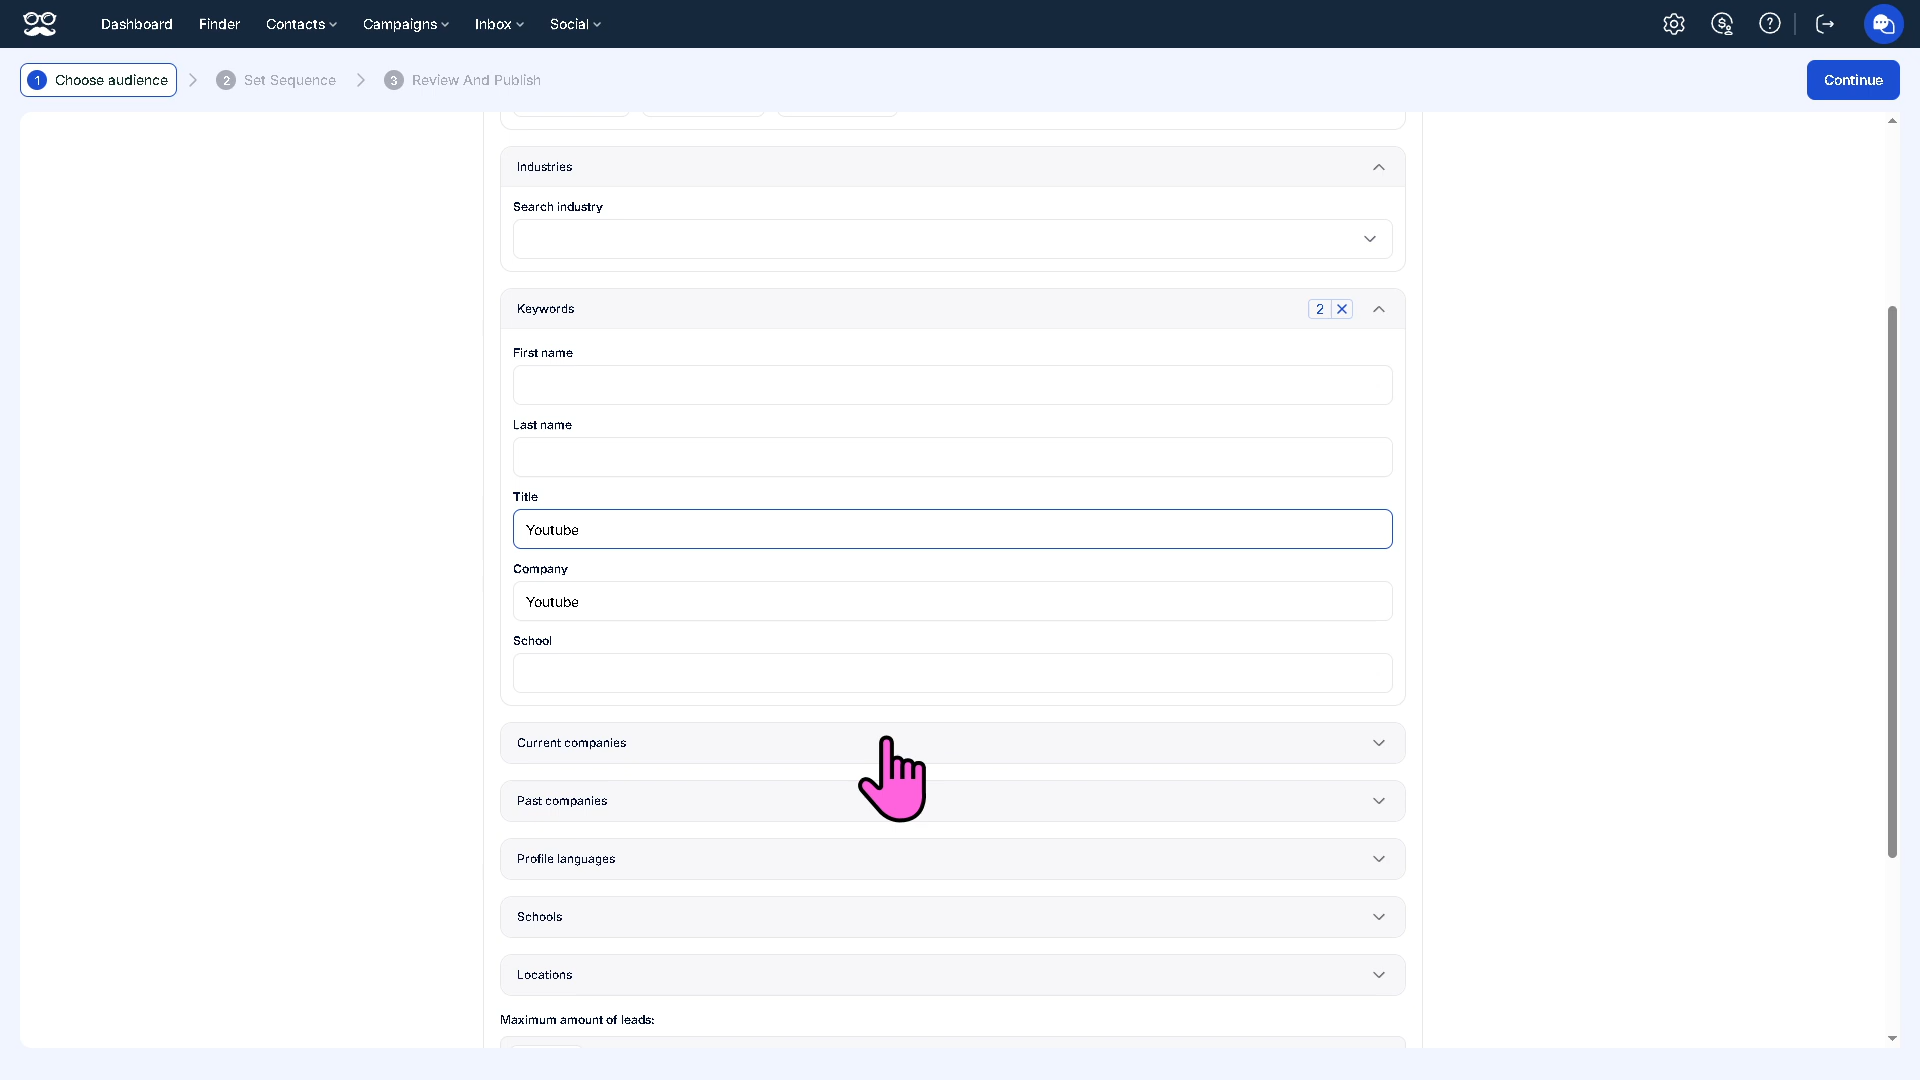 Dashboard
Finder
Contacts
Campaigns
Inbox
Social
1 Choose audience
2 Set Sequence
3 Review And Publish
Continue
Industries
Search industry
Keywords
2
First name
Last name
Title
Youtube
Company
Youtube
School
Current companies
Past companies
Profile languages
Schools
Locations
Maximum amount of leads: